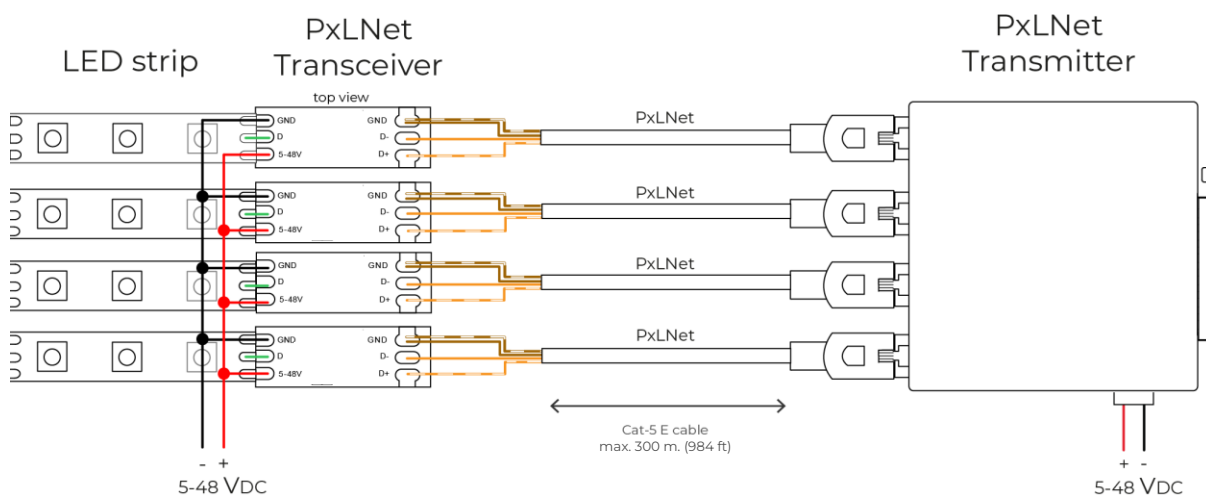 LED strip
PxLNet
Transceiver
PxLNet
Transmitter
top view
GND
D
5-48V
GND
D-
D+
PxLNet
GND
D
5-48V
GND
D-
D+
PxLNet
GND
D
5-48V
GND
D-
D+
PxLNet
GND
D
5-48V
GND
D-
D+
PxLNet
Cat-5 E cable
max. 300 m. (984 ft)
- +
5-48 VDC
+ -
5-48 VDC